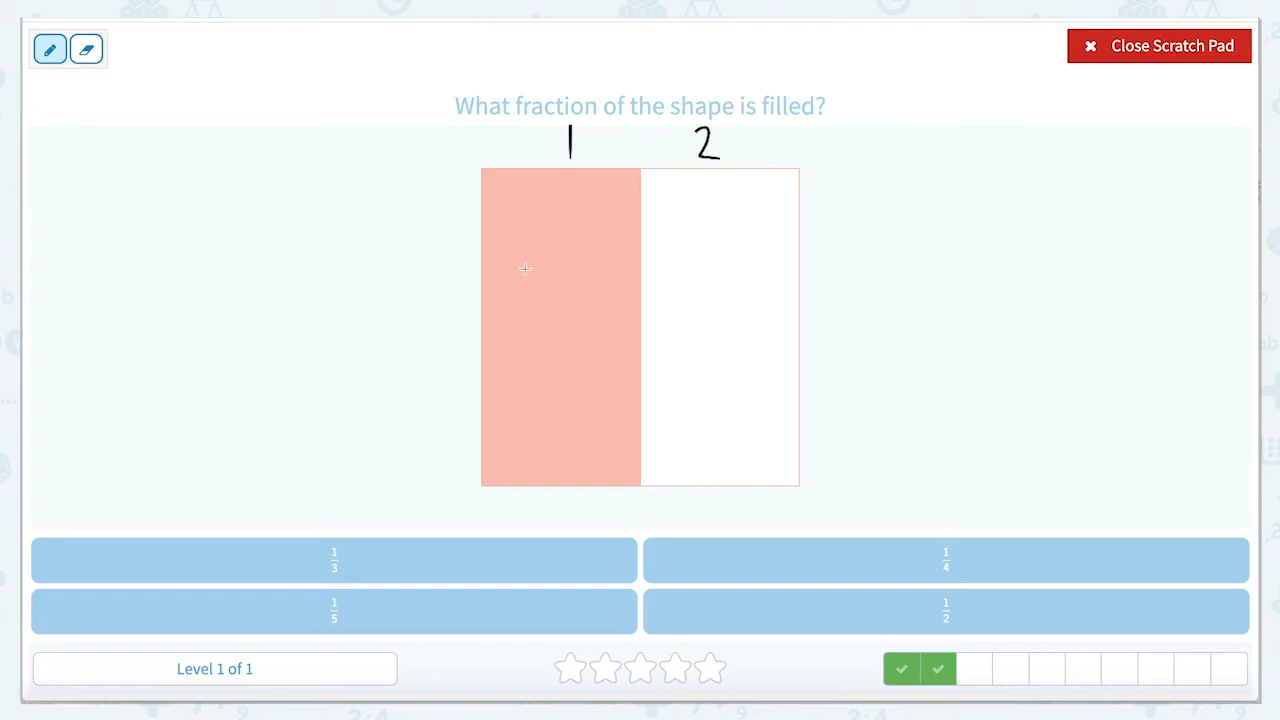 Close Scratch Pad
What fraction of the shape is filled?
1 2
1/3
1/4
1/5
1/2
Level 1 of 1